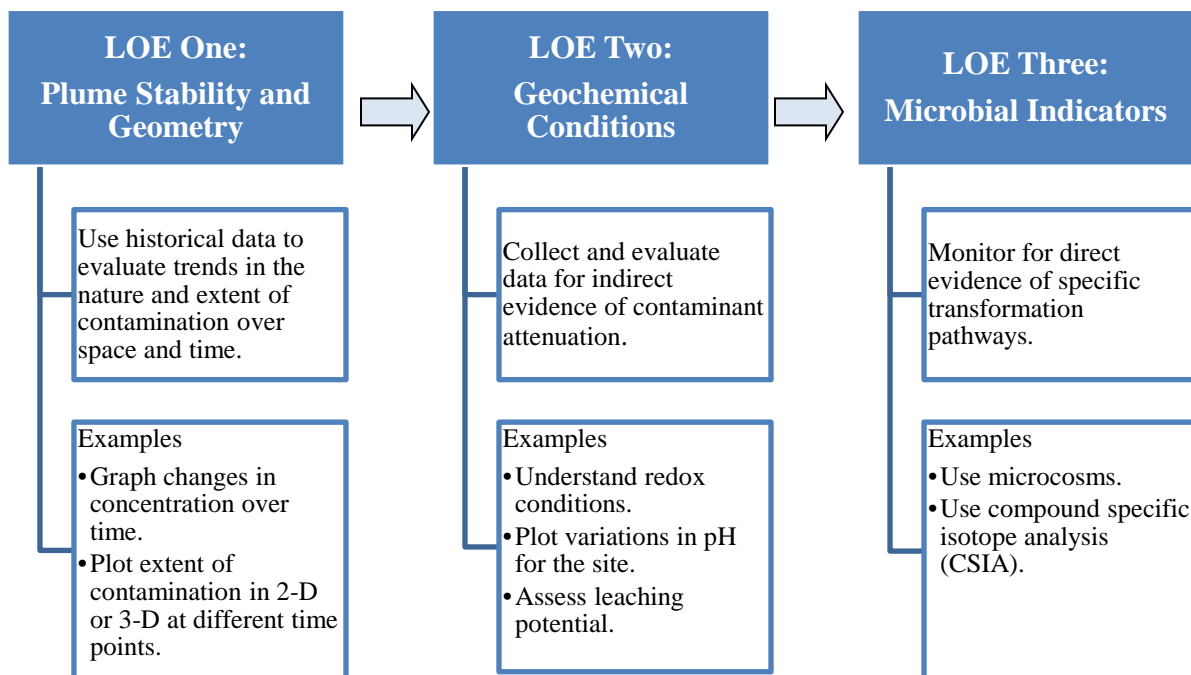 LOE One:
Plume Stability and
Geometry
Use historical data to
evaluate trends in the
nature and extent of
contamination over
space and time.
Examples
•Graph changes in
concentration over
time.
•Plot extent of
contamination in 2-D
or 3-D at different time
points.
LOE Two:
Geochemical
Conditions
Collect and evaluate
data for indirect
evidence of contaminant
attenuation.
Examples
•Understand redox
conditions.
•Plot variations in pH
for the site.
•Assess leaching
potential.
LOE Three:
Microbial Indicators
Monitor for direct
evidence of specific
transformation
pathways.
Examples
•Use microcosms.
•Use compound specific
isotope analysis
(CSIA).